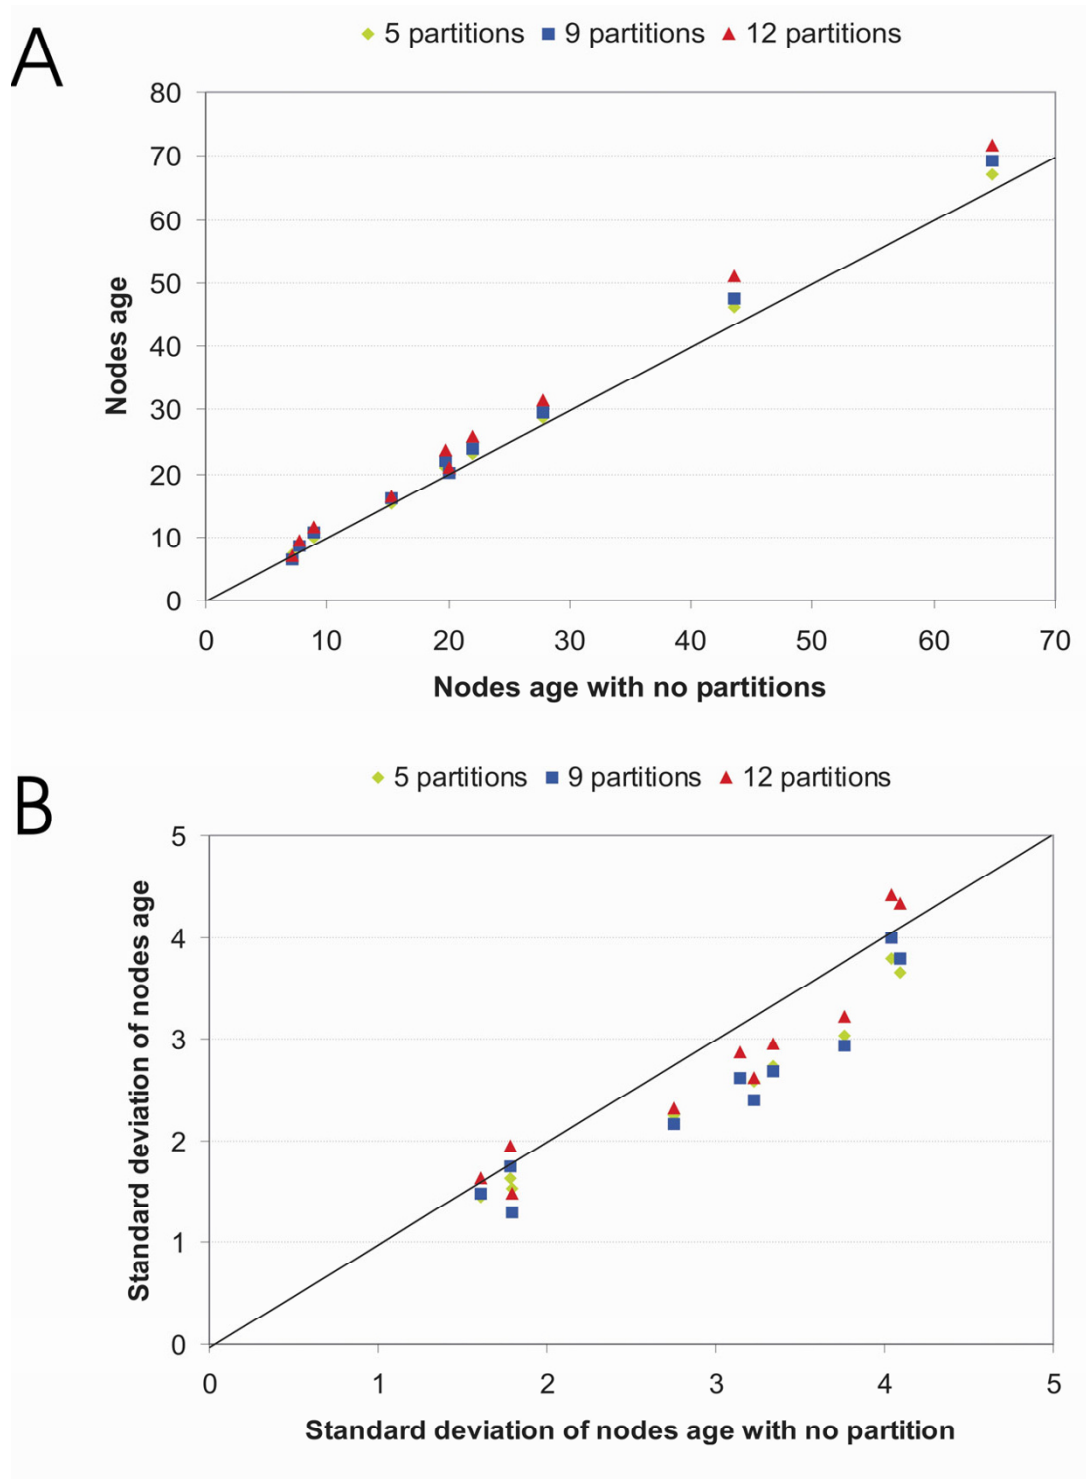 A
5 partitions 9 partitions 12 partitions
80
70
60
50
40
30
20
10
0
Nodes age
0 10 20 30 40 50 60 70
Nodes age with no partitions
B
5 partitions 9 partitions 12 partitions
5
4
3
2
1
0
Standard deviation of nodes age
0 1 2 3 4 5
Standard deviation of nodes age with no partition